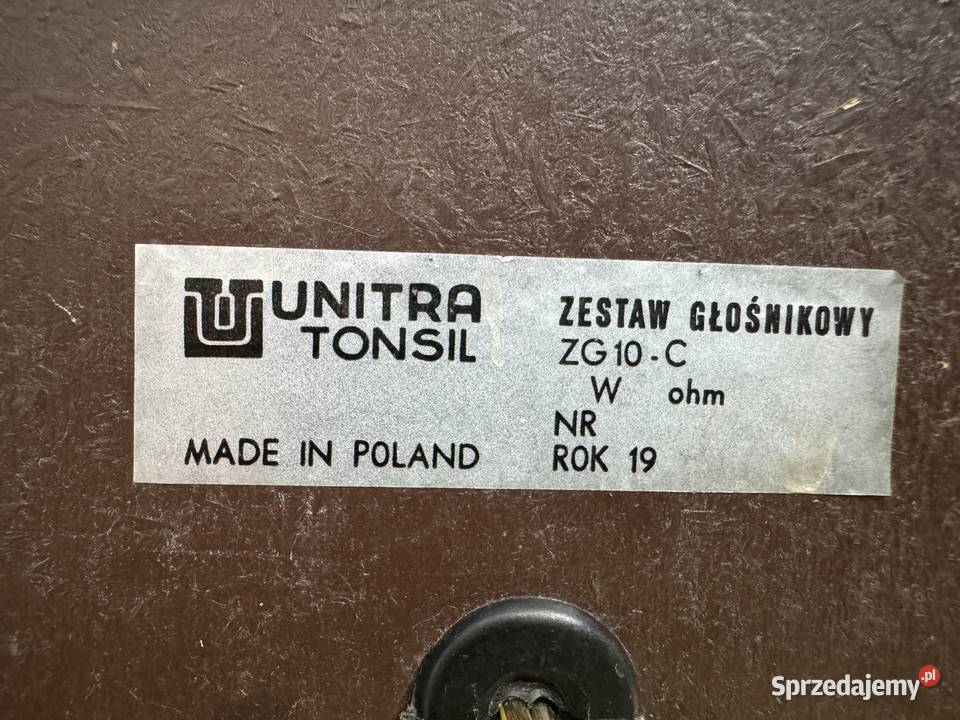 UNITRA
TONSIL
MADE IN POLAND
ZESTAW GŁOŚNIKOWY
ZG10-C
W ohm
NR
ROK 19
Sprzedajemy.pl